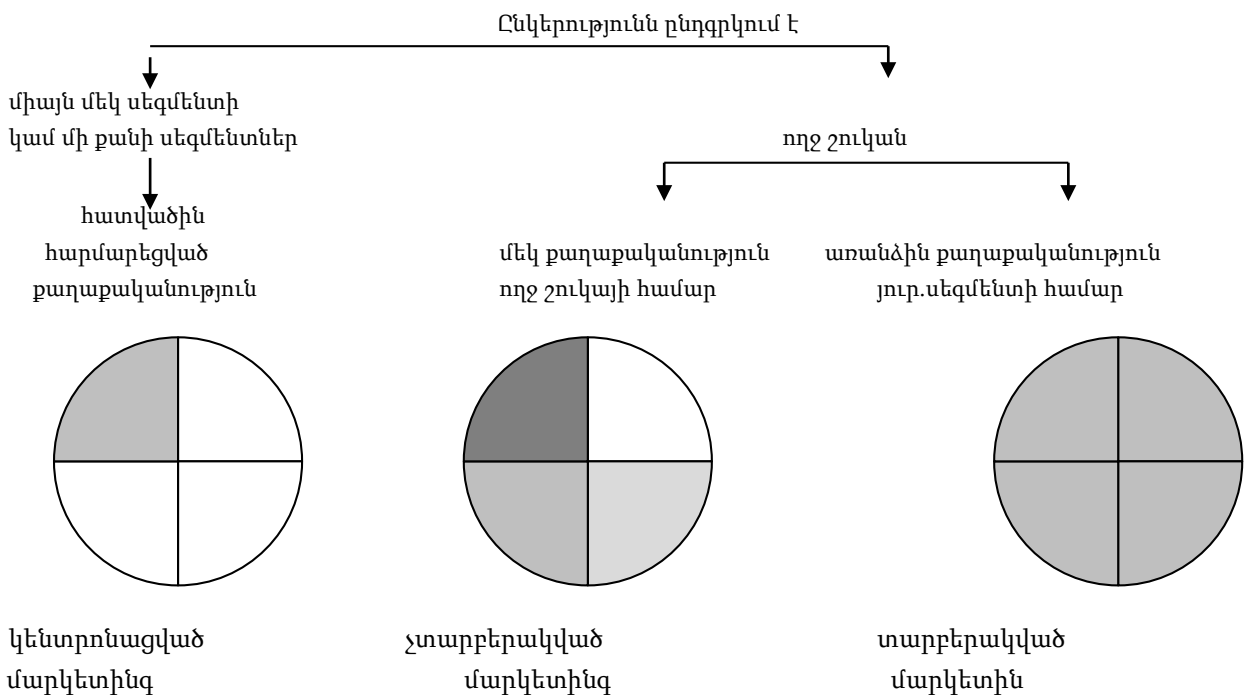 Ընկերությունն ընդգրկում է
միայն մեկ սեգմենտի
կամ մի քանի սեգմենտներ
ողջ շուկան
հատվածին
հարմարեցված
քաղաքականություն
մեկ քաղաքականություն
ողջ շուկայի համար
առանձին քաղաքականություն
յուր.սեգմենտի համար
կենտրոնացված
մարկետինգ
չտարբերակված
մարկետինգ
տարբերակված
մարկետին